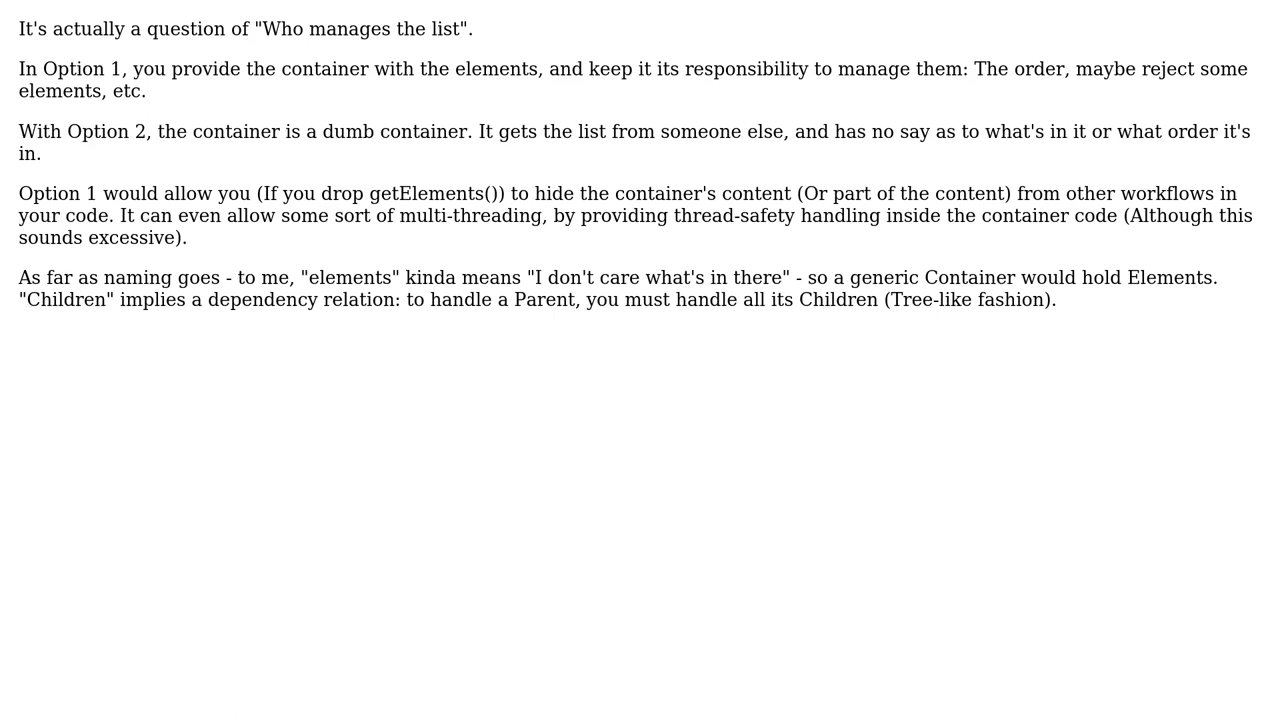 It's actually a question of "Who manages the list".
In Option 1, you provide the container with the elements, and keep it its responsibility to manage them: The order, maybe reject some
elements, etc.
With Option 2, the container is a dumb container. It gets the list from someone else, and has no say as to what's in it or what order it's
in.
Option 1 would allow you (If you drop getElements()) to hide the container's content (Or part of the content) from other workflows in
your code. It can even allow some sort of multi-threading, by providing thread-safety handling inside the container code (Although this
sounds excessive).
As far as naming goes - to me, "elements" kinda means "I don't care what's in there" - so a generic Container would hold Elements.
"Children" implies a dependency relation: to handle a Parent, you must handle all its Children (Tree-like fashion).